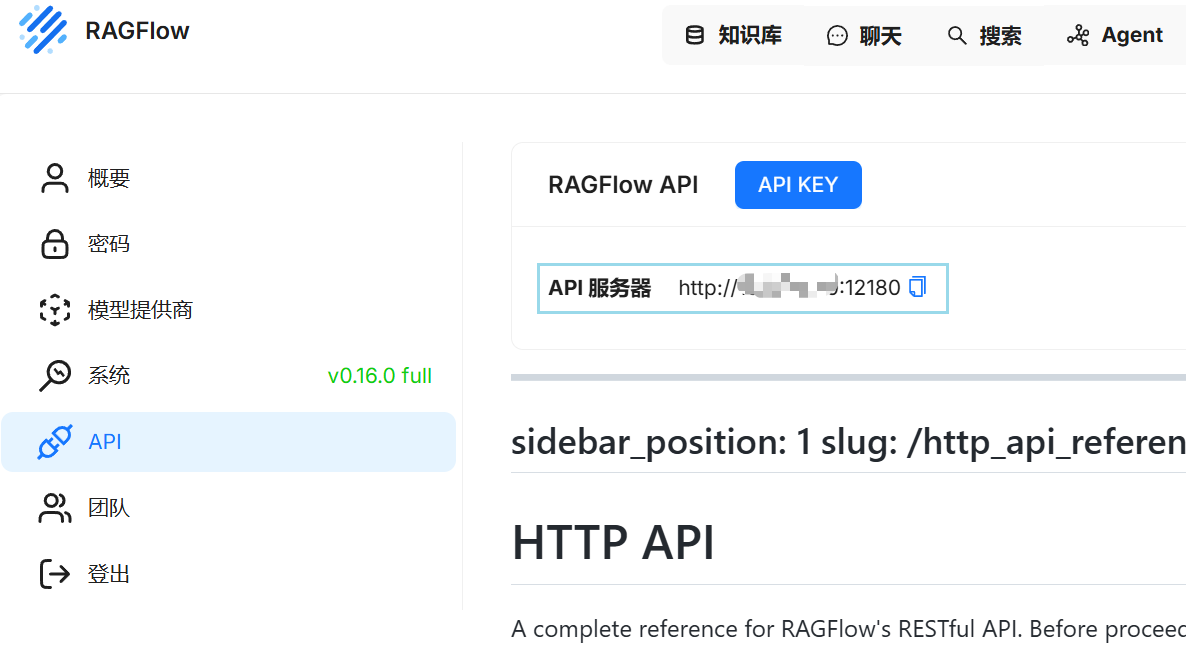 RAGFlow
知识库 聊天 搜索 Agent
概要
密码
模型提供商
系统 v0.16.0 full
API
团队
登出
RAGFlow API API KEY
API 服务器 http:// :12180
sidebar_position: 1 slug: /http_api_referen
HTTP API
A complete reference for RAGFlow's RESTful API. Before proceed